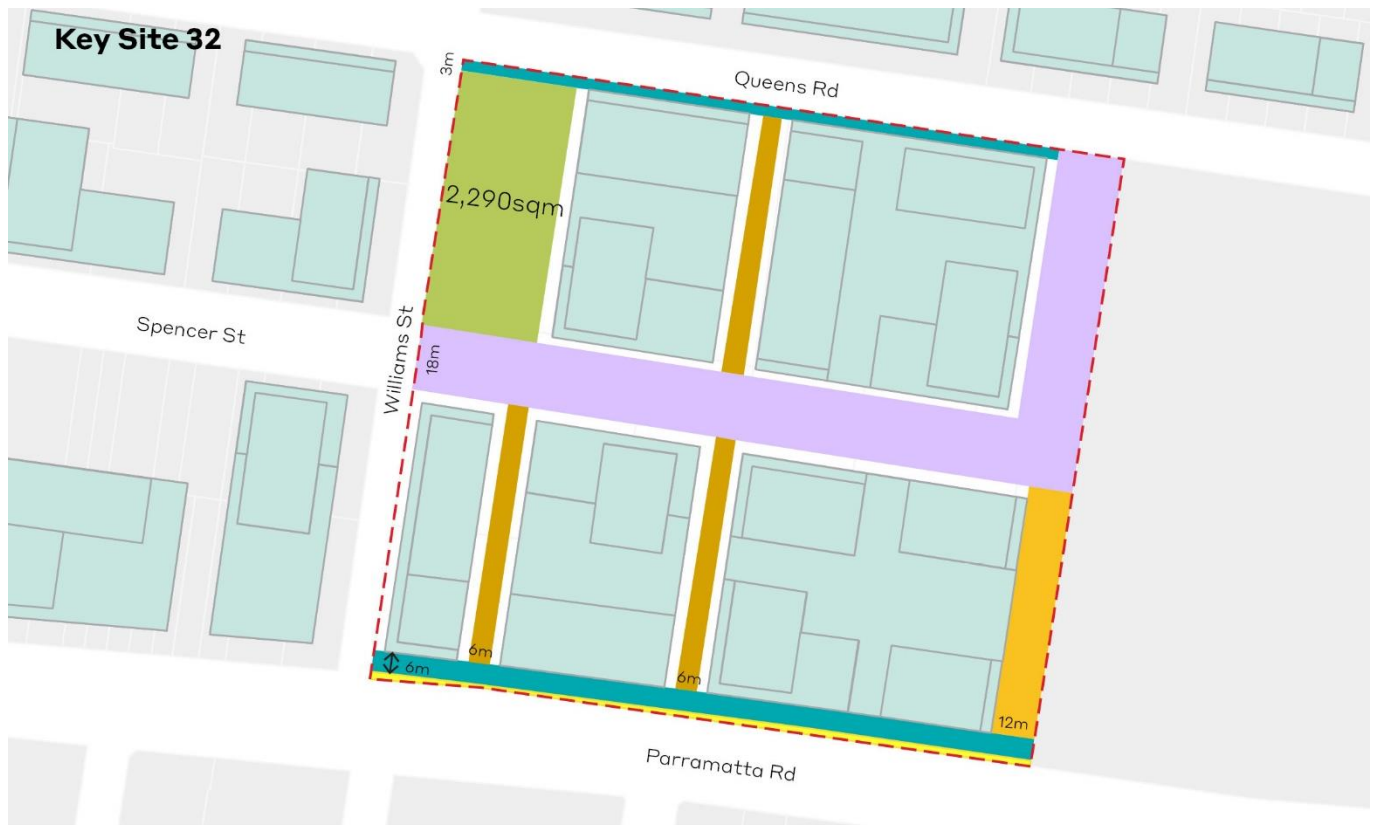 Key Site 32
3m
Queens Rd
2,290sqm
Spencer St
Williams St
18m
6m
6m
6m
12m
Parramatta Rd